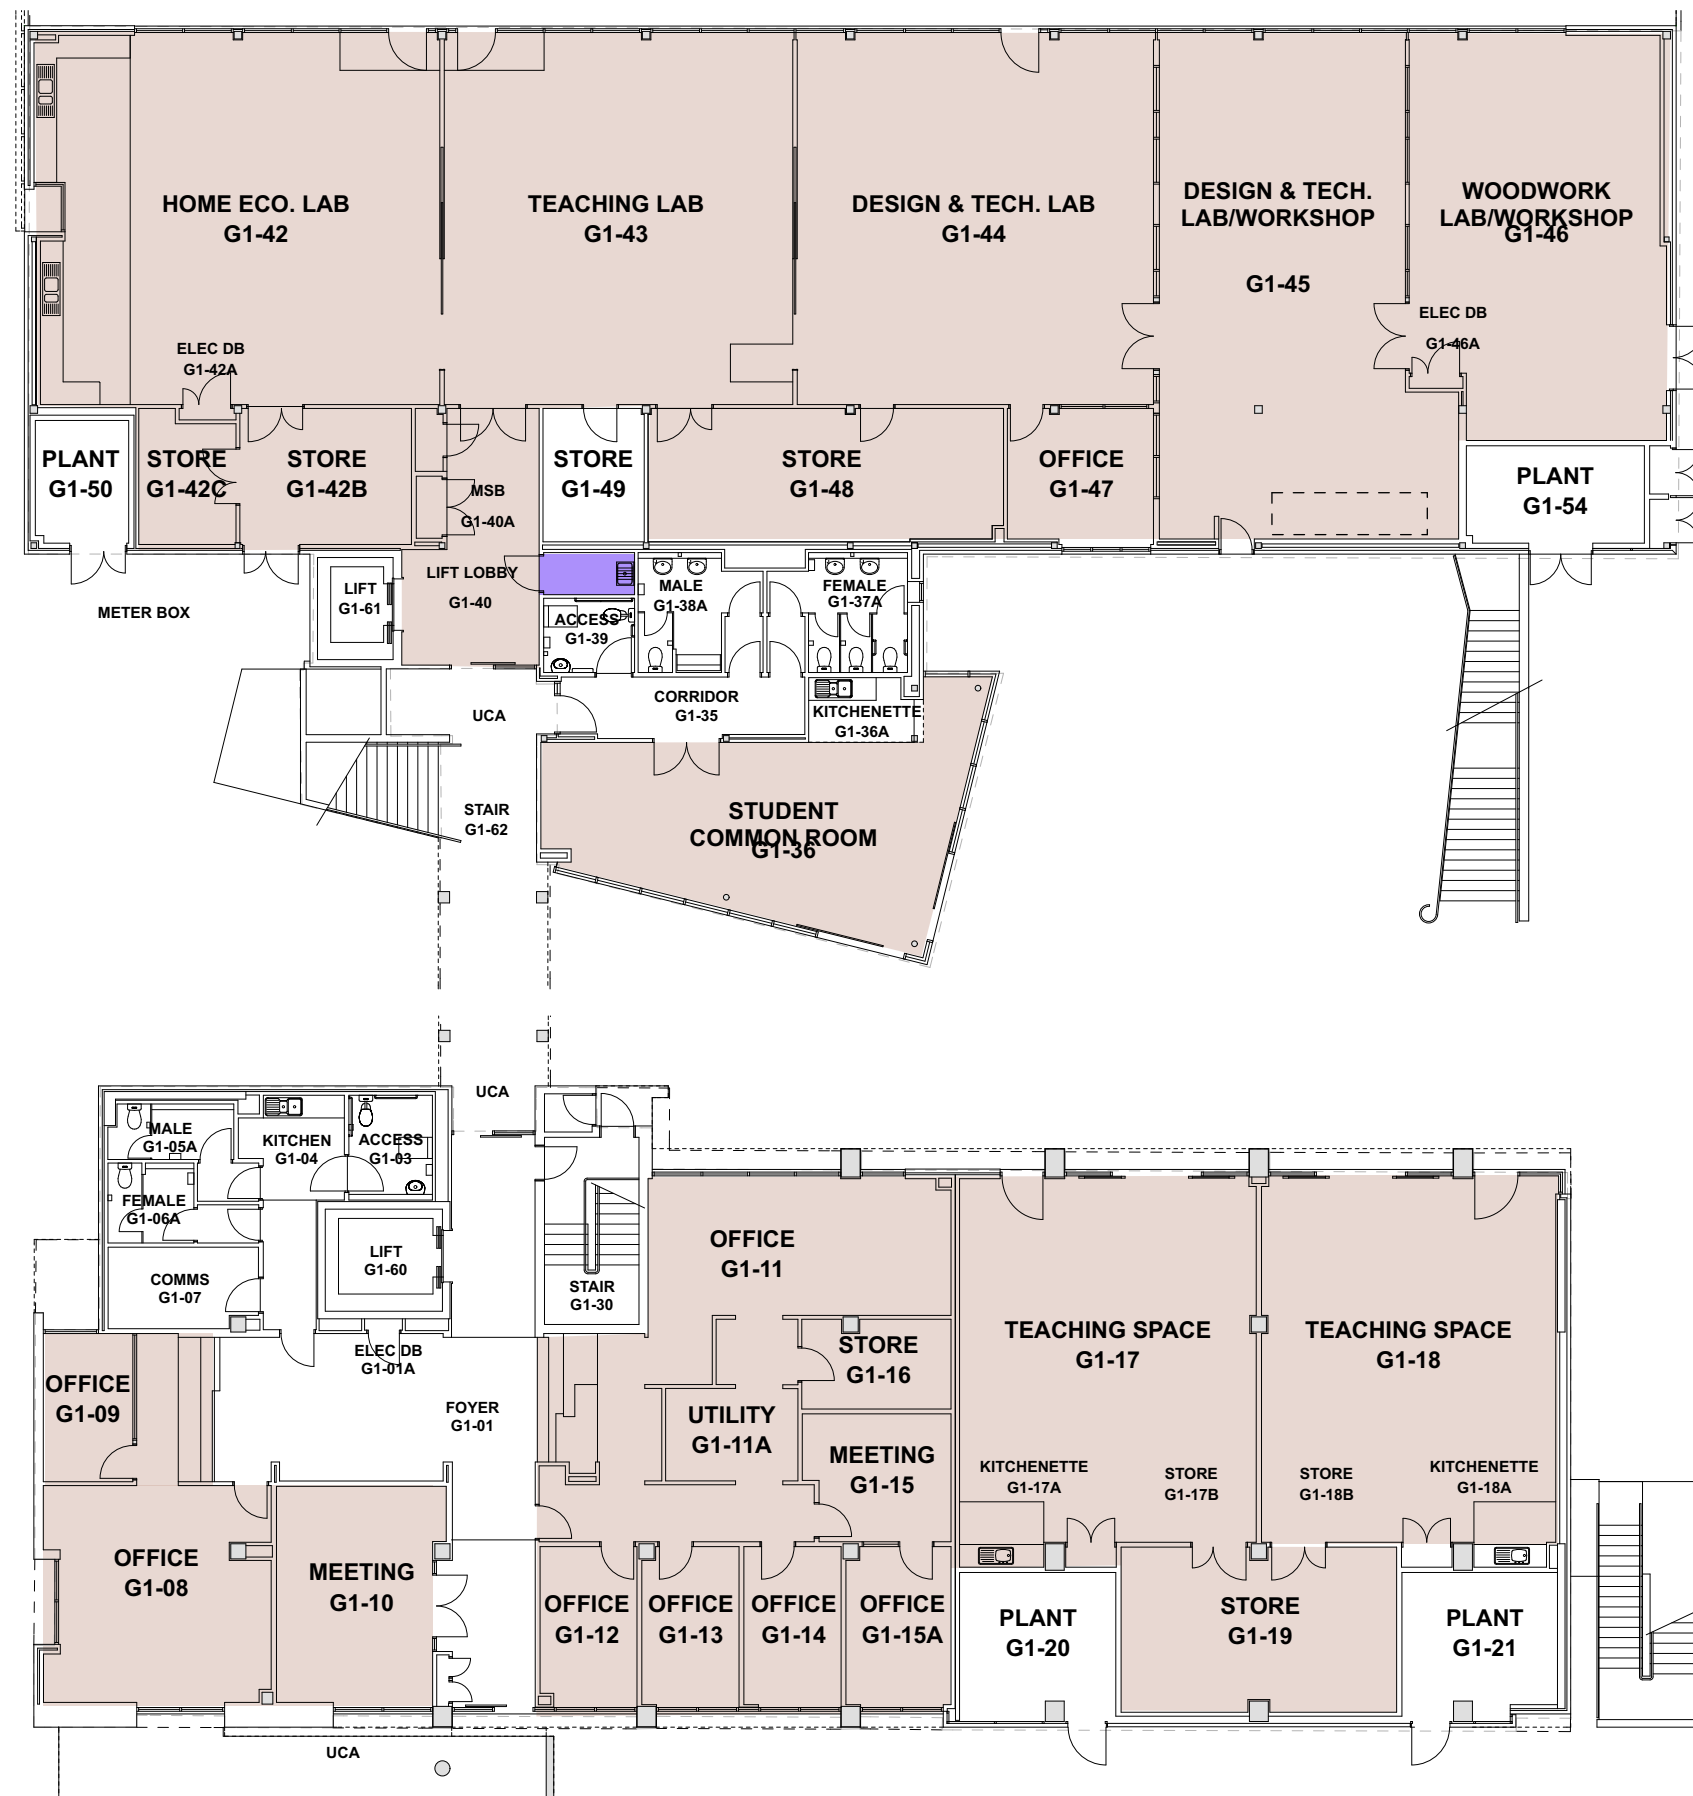 HOME ECO. LAB
G1-42
TEACHING LAB
G1-43
DESIGN & TECH. LAB
G1-44
DESIGN & TECH.
LAB/WORKSHOP
G1-45
WOODWORK
LAB/WORKSHOP
G1-46
ELEC DB
G1-42A
ELEC DB
G1-46A
PLANT
G1-50
STORE
G1-42C
STORE
G1-42B
MSB
G1-40A
STORE
G1-49
STORE
G1-48
OFFICE
G1-47
PLANT
G1-54
METER BOX
LIFT
G1-61
LIFT LOBBY
G1-40
ACCESS
G1-39
MALE
G1-38A
FEMALE
G1-37A
UCA
CORRIDOR
G1-35
KITCHENETTE
G1-36A
STAIR
G1-62
STUDENT
COMMON ROOM
G1-36
UCA
MALE
G1-05A
KITCHEN
G1-04
ACCESS
G1-03
FEMALE
G1-06A
COMMS
G1-07
LIFT
G1-60
STAIR
G1-30
OFFICE
G1-11
ELEC DB
G1-01A
OFFICE
G1-09
FOYER
G1-01
STORE
G1-16
UTILITY
G1-11A
MEETING
G1-15
TEACHING SPACE
G1-17
TEACHING SPACE
G1-18
KITCHENETTE
G1-17A
STORE
G1-17B
STORE
G1-18B
KITCHENETTE
G1-18A
OFFICE
G1-08
MEETING
G1-10
OFFICE
G1-12
OFFICE
G1-13
OFFICE
G1-14
OFFICE
G1-15A
PLANT
G1-20
STORE
G1-19
PLANT
G1-21
UCA